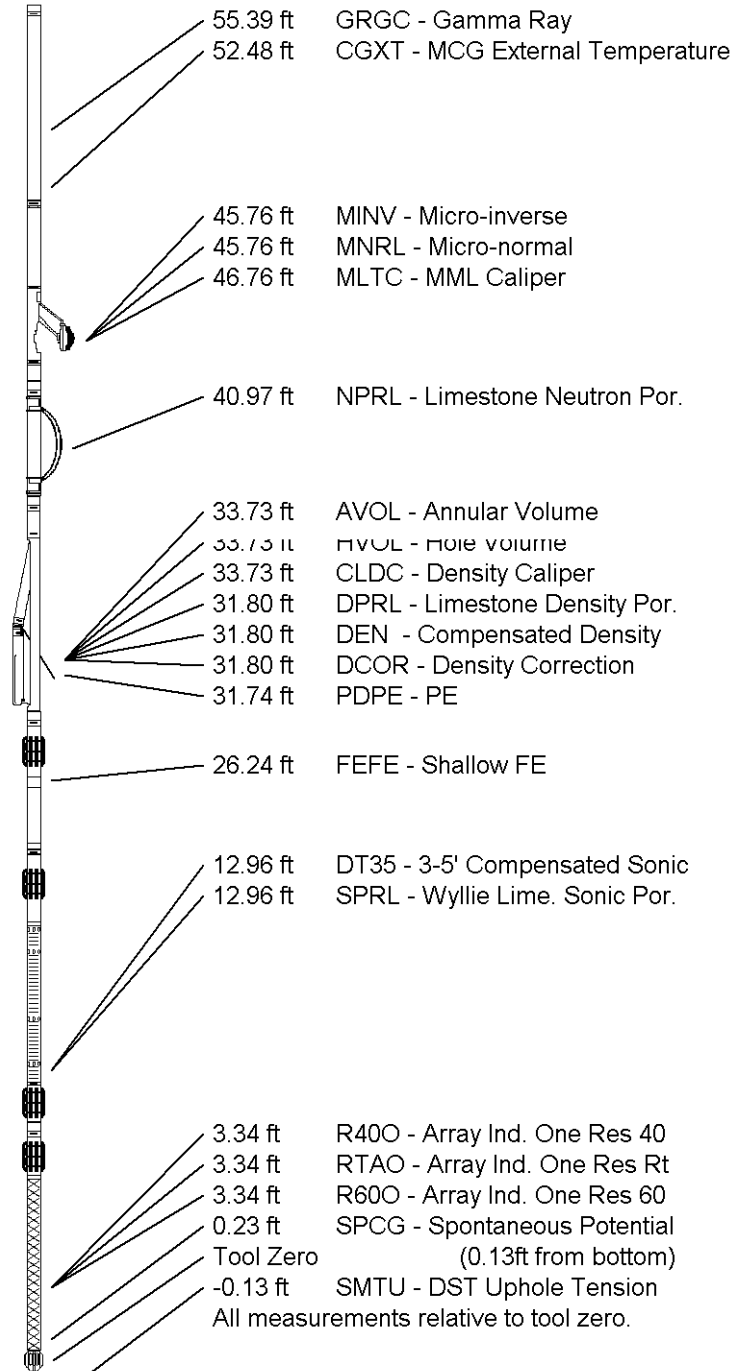 55.39 ft GRGC - Gamma Ray
52.48 ft CGXT - MCG External Temperature
45.76 ft MINV - Micro-inverse
45.76 ft MNRL - Micro-normal
46.76 ft MLTC - MML Caliper
40.97 ft NPRL - Limestone Neutron Por.
33.73 ft AVOL - Annular Volume
33.73 ft HVOL - Hole Volume
33.73 ft CLDC - Density Caliper
31.80 ft DPRL - Limestone Density Por.
31.80 ft DEN - Compensated Density
31.80 ft DCOR - Density Correction
31.74 ft PDPE - PE
26.24 ft FEFE - Shallow FE
12.96 ft DT35 - 3-5' Compensated Sonic
12.96 ft SPRL - Wyllie Lime. Sonic Por.
3.34 ft R40O - Array Ind. One Res 40
3.34 ft RTAO - Array Ind. One Res Rt
3.34 ft R60O - Array Ind. One Res 60
0.23 ft SPCG - Spontaneous Potential
Tool Zero (0.13ft from bottom)
-0.13 ft SMTU - DST Uphole Tension
All measurements relative to tool zero.